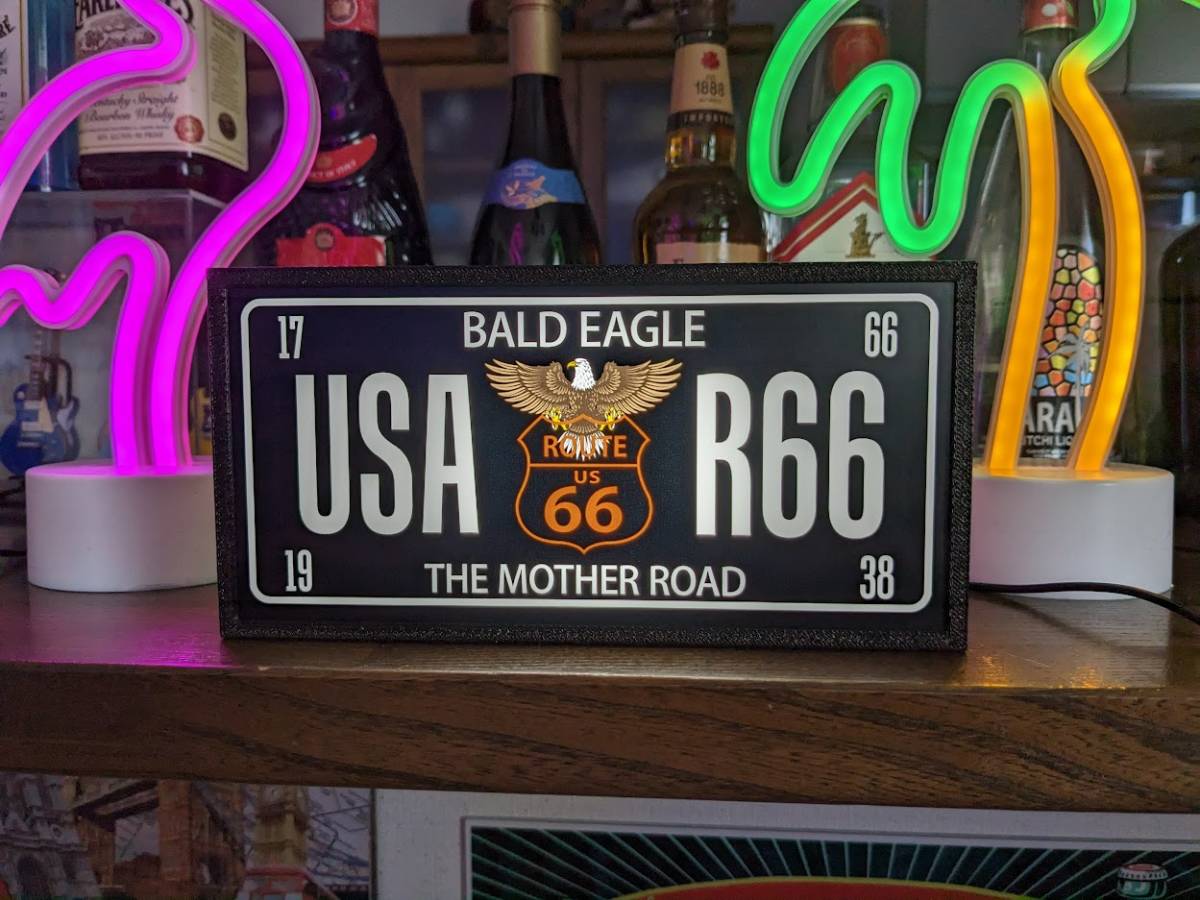 Kentucky Straight
Bourbon Whisky
1888
IMPORTED
17
BALD EAGLE
66
USA
R66
ROUTE
US
66
19
THE MOTHER ROAD
38